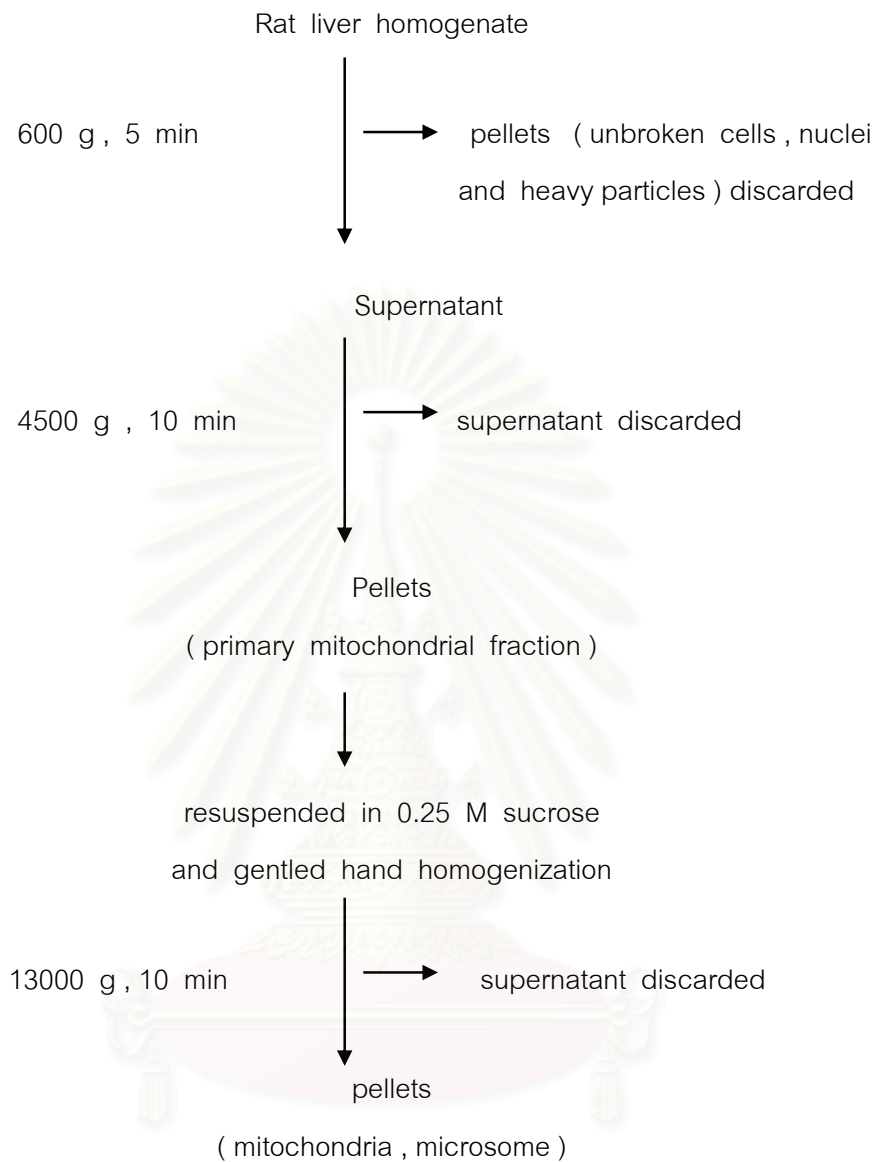 Rat liver homogenate
600 g , 5 min
pellets ( unbroken cells , nuclei
and heavy particles ) discarded
Supernatant
4500 g , 10 min
supernatant discarded
Pellets
( primary mitochondrial fraction )
resuspended in 0.25 M sucrose
and gentled hand homogenization
13000 g , 10 min
supernatant discarded
pellets
( mitochondria , microsome )